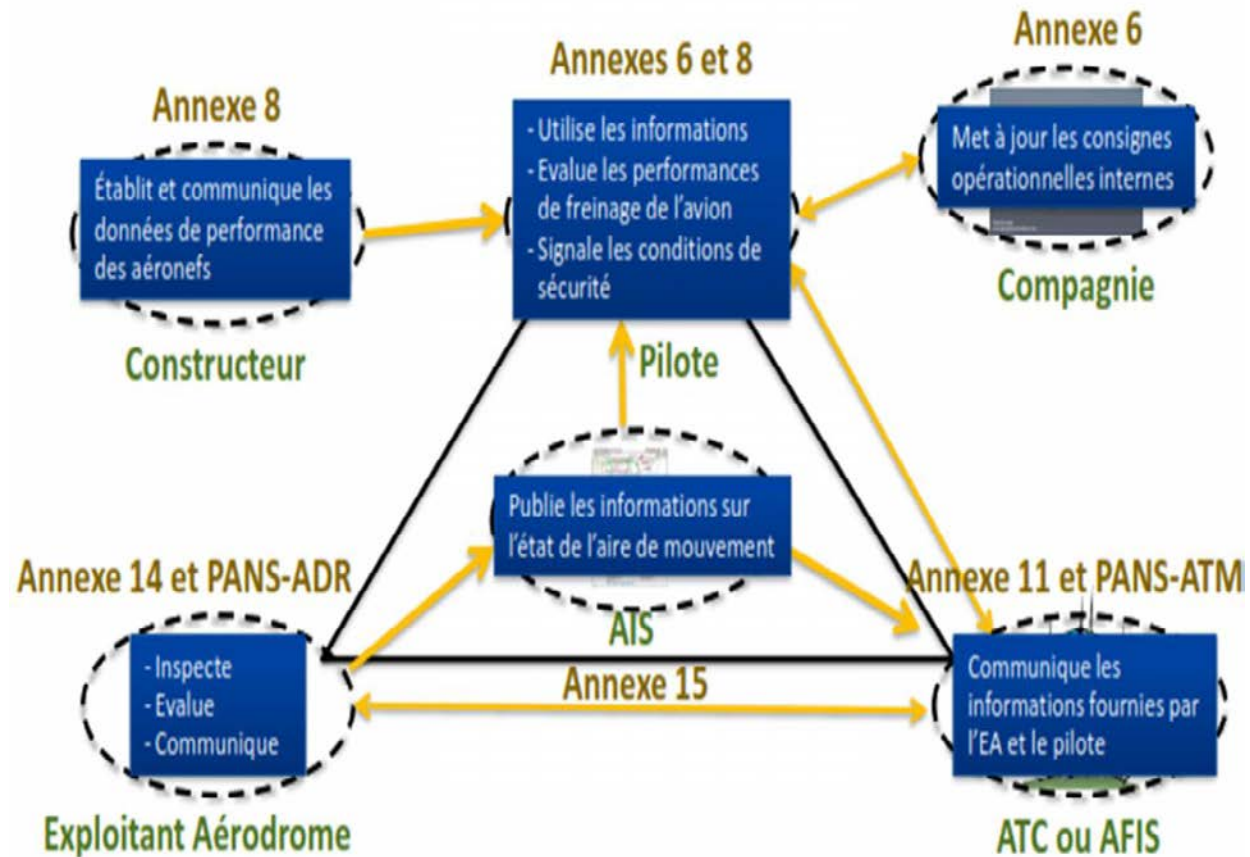 Annexe 8
Établit et communique les
données de performance
des aéronefs
Constructeur
Annexes 6 et 8
- Utilise les informations
- Evalue les performances
de freinage de l'avion
- Signale les conditions de
sécurité
Pilote
Annexe 6
Met à jour les consignes
opérationnelles internes
Compagnie
Publie les informations sur
l'état de l'aire de mouvement
AIS
Annexe 15
Annexe 14 et PANS-ADR
- Inspecte
- Evalue
- Communique
Exploitant Aérodrome
Annexe 11 et PANS-ATM
Communique les
informations fournies par
l'EA et le pilote
ATC ou AFIS